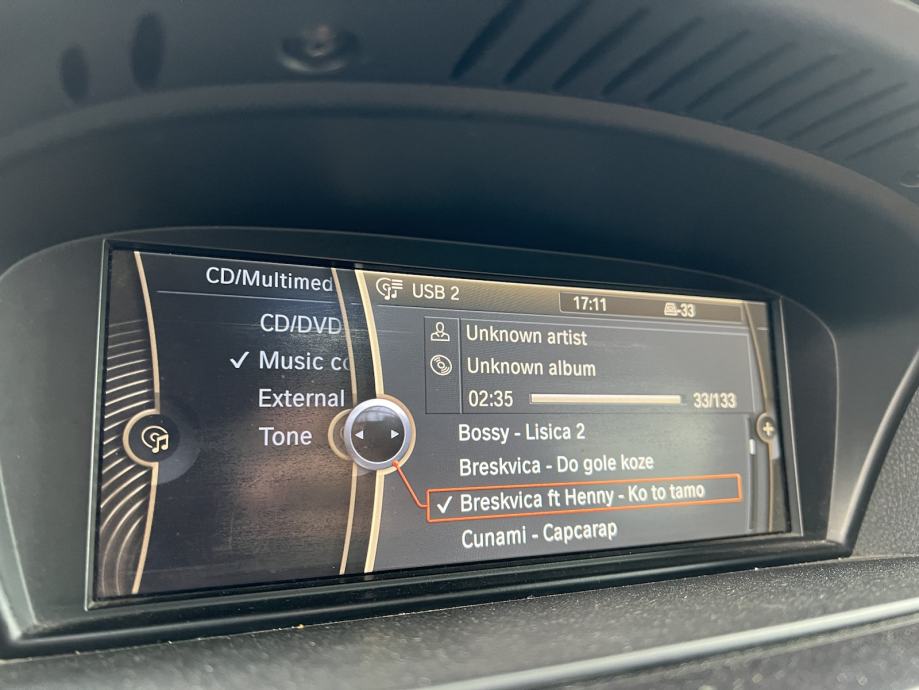 CD/Multimed
CD/DVD
Music co
External
Tone
USB 2
17:11
-33
Unknown artist
Unknown album
02:35 33/133
Bossy - Lisica 2
Breskvica - Do gole koze
Breskvica ft Henny - Ko to tamo
Cunami - Capcarap